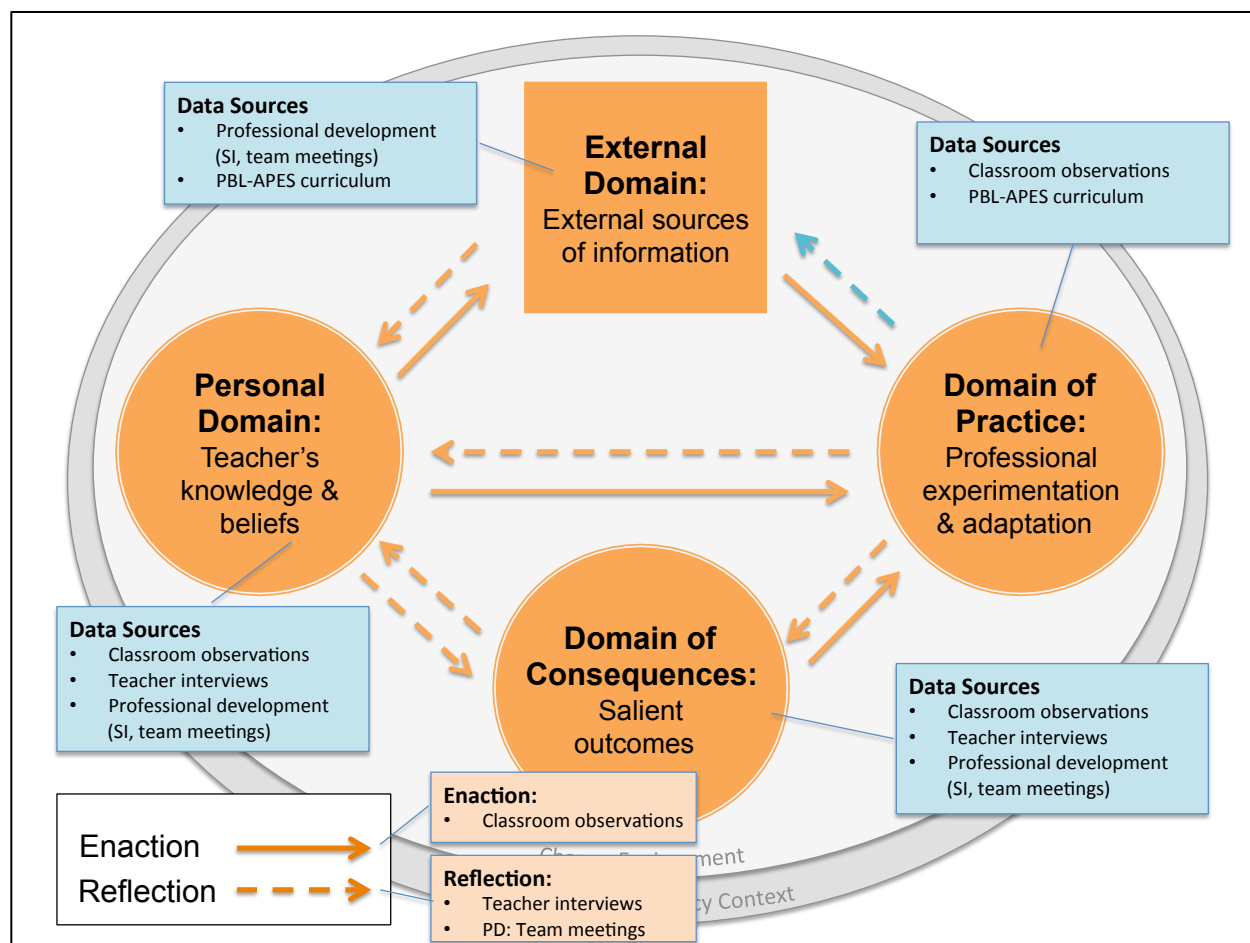 Data Sources
• Professional development
(SI, team meetings)
• PBL-APES curriculum
External
Domain:
External sources
of information
Data Sources
• Classroom observations
• PBL-APES curriculum
Personal
Domain:
Teacher's
knowledge &
beliefs
Domain of
Practice:
Professional
experimentation
& adaptation
Data Sources
• Classroom observations
• Teacher interviews
• Professional development
(SI, team meetings)
Domain of
Consequences:
Salient
outcomes
Data Sources
• Classroom observations
• Teacher interviews
• Professional development
(SI, team meetings)
Enaction
Reflection
Enaction:
• Classroom observations
Reflection:
• Teacher interviews
• PD: Team meetings
Context